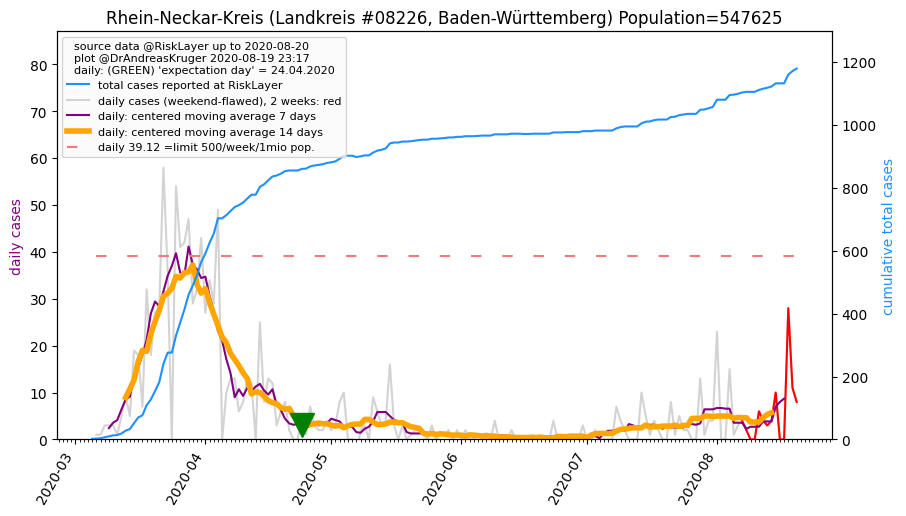 Rhein-Neckar-Kreis (Landkreis #08226, Baden-Württemberg) Population=547625
source data @RiskLayer up to 2020-08-20
plot @DrAndreasKruger 2020-08-19 23:17
daily: (GREEN) 'expectation day' = 24.04.2020
total cases reported at RiskLayer
daily cases (weekend-flawed), 2 weeks: red
daily: centered moving average 7 days
daily: centered moving average 14 days
daily 39.12 =limit 500/week/1mio pop.
daily cases
80
70
60
50
40
30
20
10
0
cumulative total cases
1200
1000
800
600
400
200
0
2020-03
2020-04
2020-05
2020-06
2020-07
2020-08